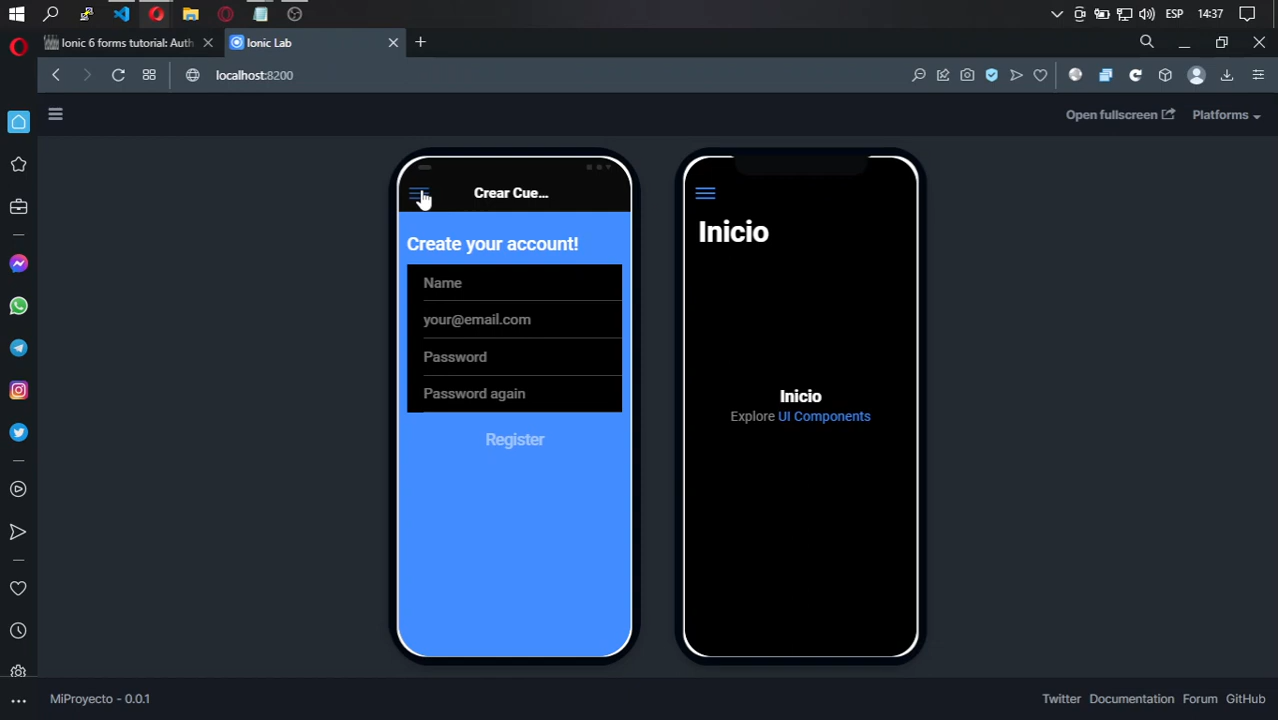 ESP 14:37
Ionic 6 forms tutorial: Auth
Ionic Lab
localhost:8200
Open fullscreen Platforms
Crear Cue...
Create your account!
Name
your@email.com
Password
Password again
Register
Inicio
Inicio
Explore UI Components
MiProyecto - 0.0.1
Twitter Documentation Forum GitHub